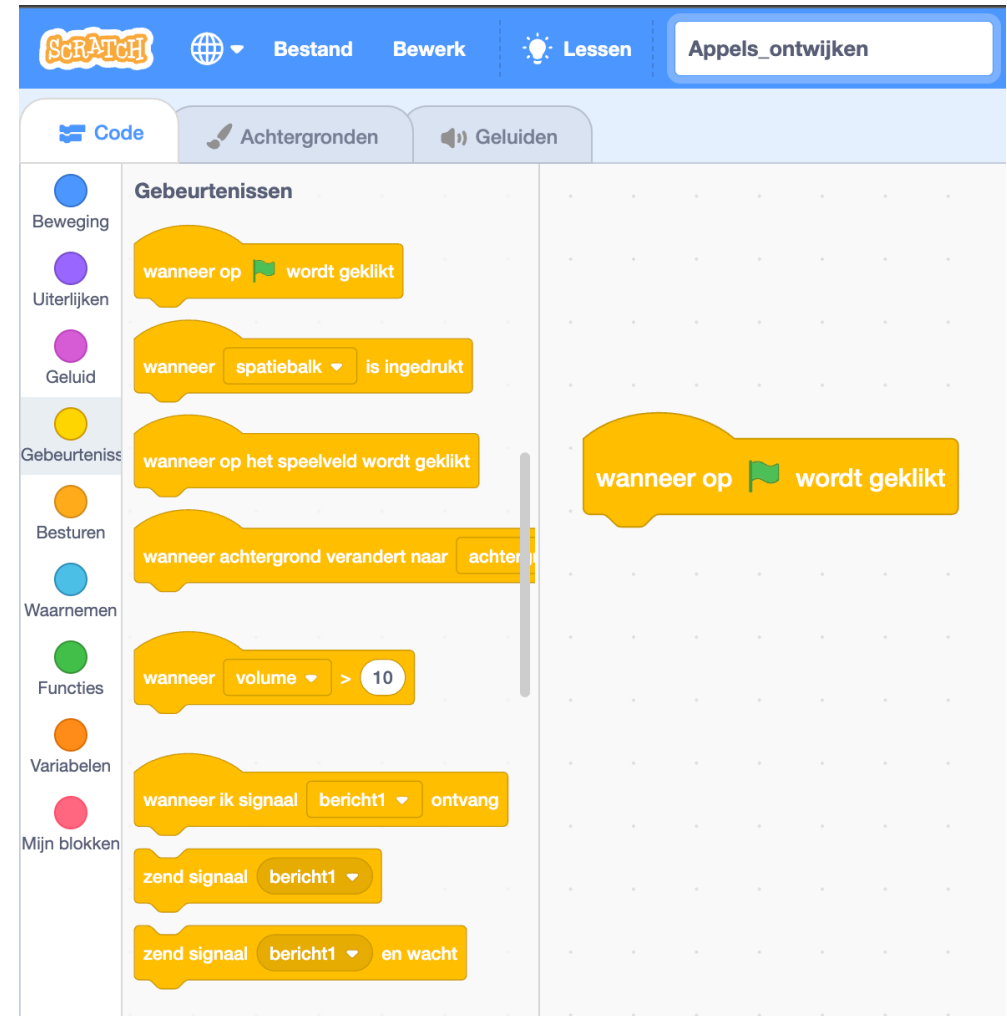 SCRATCH Bestand Bewerk Lessen Appels_ontwijken
Code Achtergronden Geluiden
Beweging
Uiterlijken
Geluid
Gebeurteniss
Besturen
Waarnemen
Functies
Variabelen
Mijn blokken
Gebeurtenissen
wanneer op wordt geklikt
wanneer spatiebalk is ingedrukt
wanneer op het speelveld wordt geklikt
wanneer achtergrond verandert naar
wanneer volume > 10
wanneer ik signaal bericht1 ontvang
zend signaal bericht1
zend signaal bericht1 en wacht
wanneer op wordt geklikt